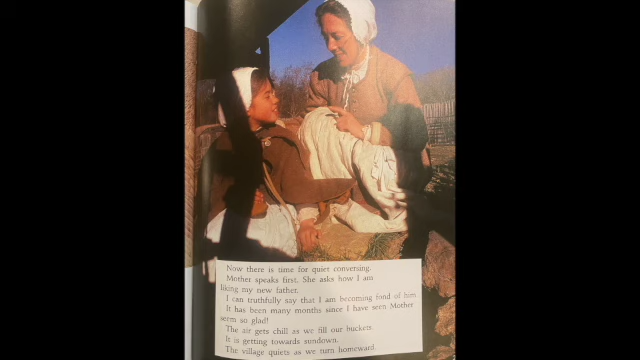 Now there is time for quiet conversing.
Mother speaks first. She asks how I am
liking my new father.
I can truthfully say that I am becoming fond of him
It has been many months since I have seen Mother
seem so glad!
The air gets chill as we fill our buckets.
It is getting towards sundown.
The village quiets as we turn homeward.